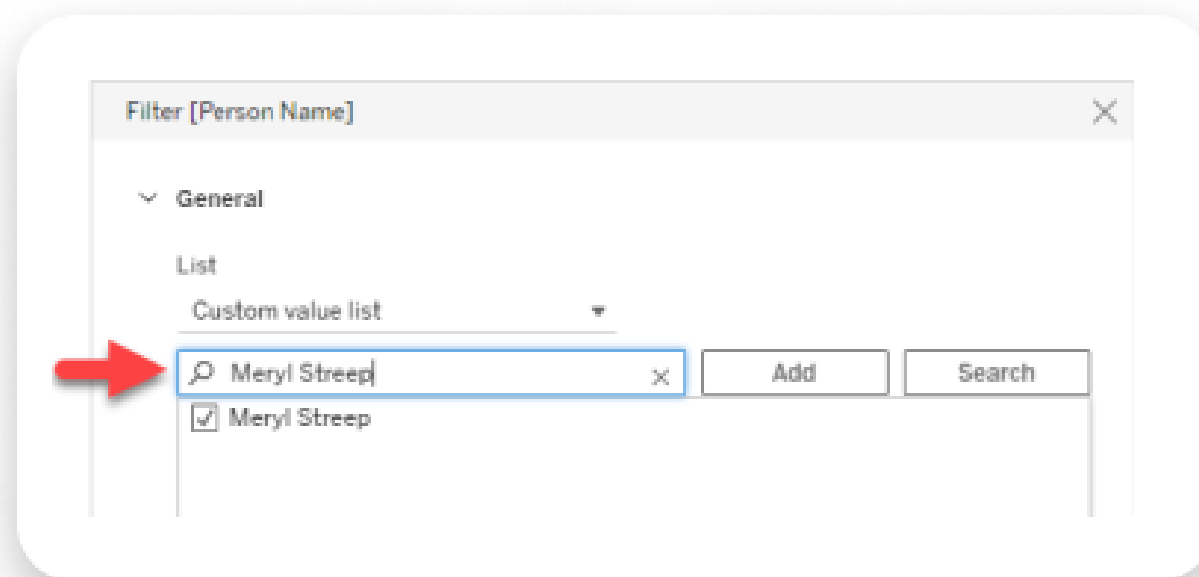 Filter [Person Name]
General
List
Custom value list
Meryl Streep Add Search
Meryl Streep